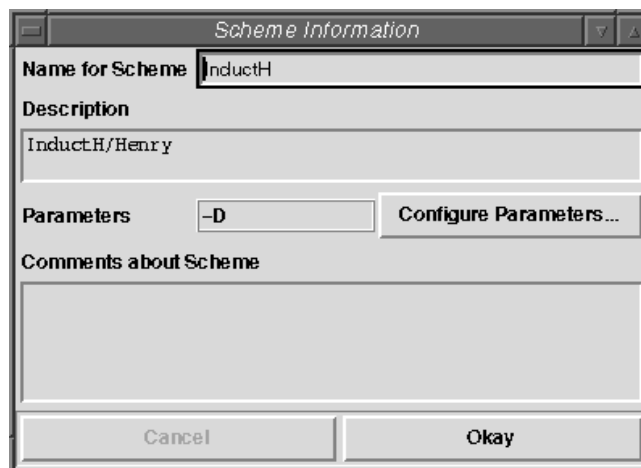 Scheme Information
Name for Scheme InductH
Description
InductH/Henry
Parameters -D Configure Parameters...
Comments about Scheme
Cancel Okay